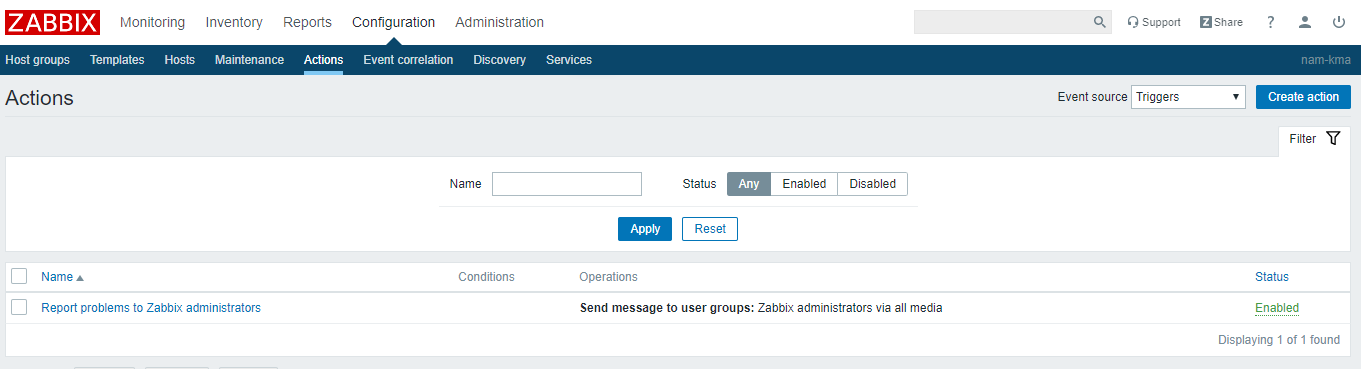 ZABBIX Monitoring Inventory Reports Configuration Administration Support Z Share ?
Host groups Templates Hosts Maintenance Actions Event correlation Discovery Services nam-kma
Actions Event source Triggers Create action
Filter
Name Status Any Enabled Disabled
Apply Reset
Name Conditions Operations Status
Report problems to Zabbix administrators Send message to user groups: Zabbix administrators via all media Enabled
Displaying 1 of 1 found